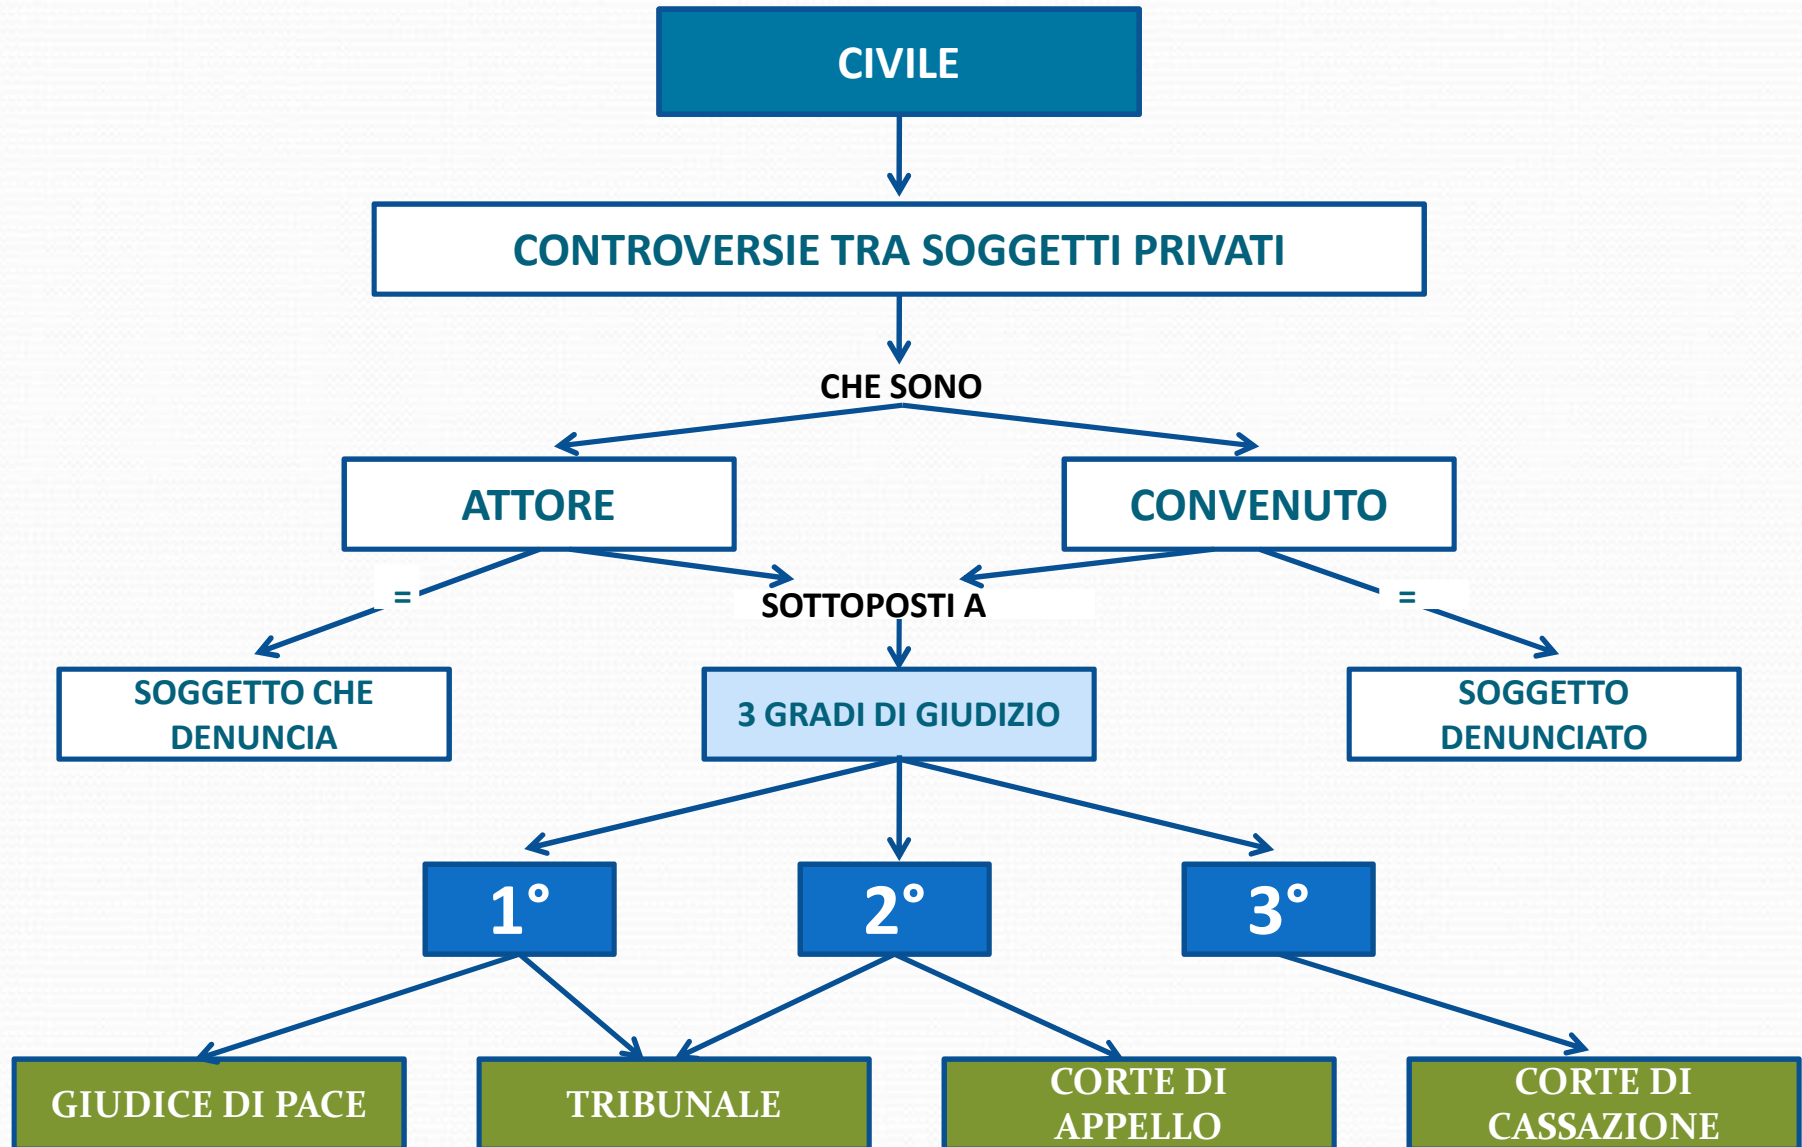 CIVILE
CONTROVERSIE TRA SOGGETTI PRIVATI
CHE SONO
ATTORE
CONVENUTO
=
SOTTOPOSTI A
=
SOGGETTO CHE
DENUNCIA
3 GRADI DI GIUDIZIO
SOGGETTO
DENUNCIATO
1°
2°
3°
GIUDICE DI PACE
TRIBUNALE
CORTE DI
APPELLO
CORTE DI
CASSAZIONE